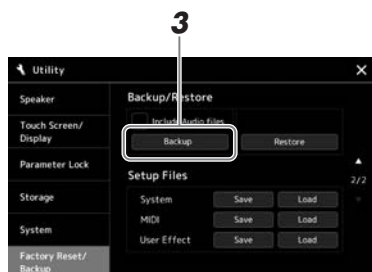 3
Utility
×
Speaker
Backup/Restore
Include Audio files
Touch Screen/
Display
Backup
Restore
Parameter Lock
Setup Files
2/2
Storage
System
Save
Load
MIDI
Save
Load
System
User Effect
Save
Load
Factory Reset/
Backup